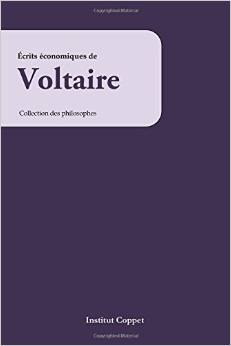 Écrits économiques de
Voltaire
Collection des philosophes
Institut Coppet